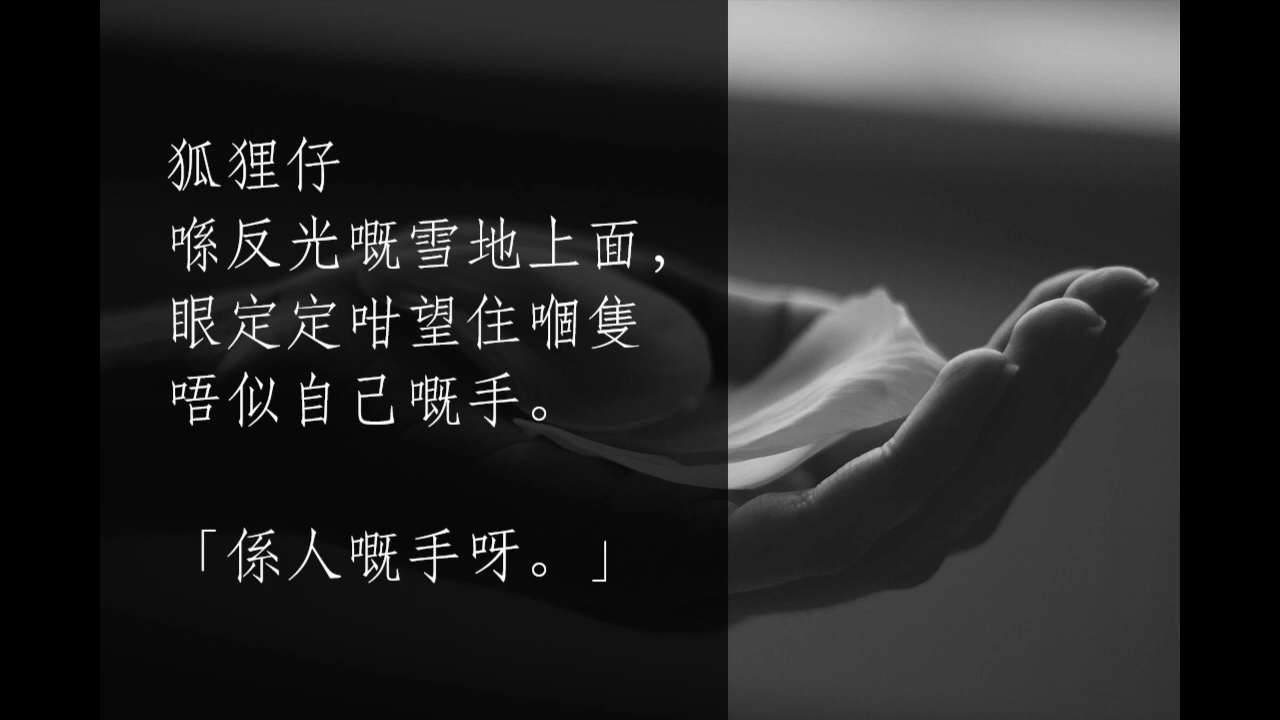 狐狸仔
喺反光嘅雪地上面，
眼定定咁望住嗰隻
唔似自己嘅手。
「係人嘅手呀。」